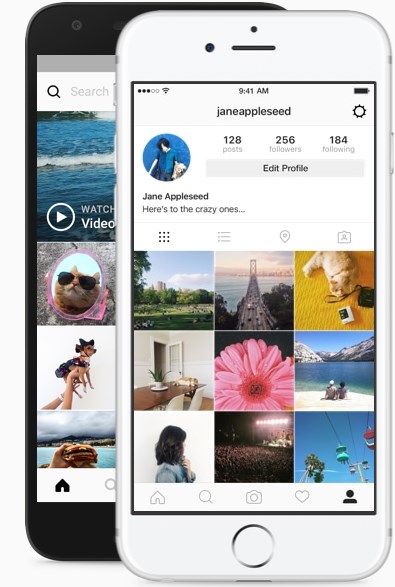 Search
WATCH
Video
9:41 AM
janeappleseed
128
256
184
posts
followers
following
Edit Profile
Jane Appleseed
Here's to the crazy ones...